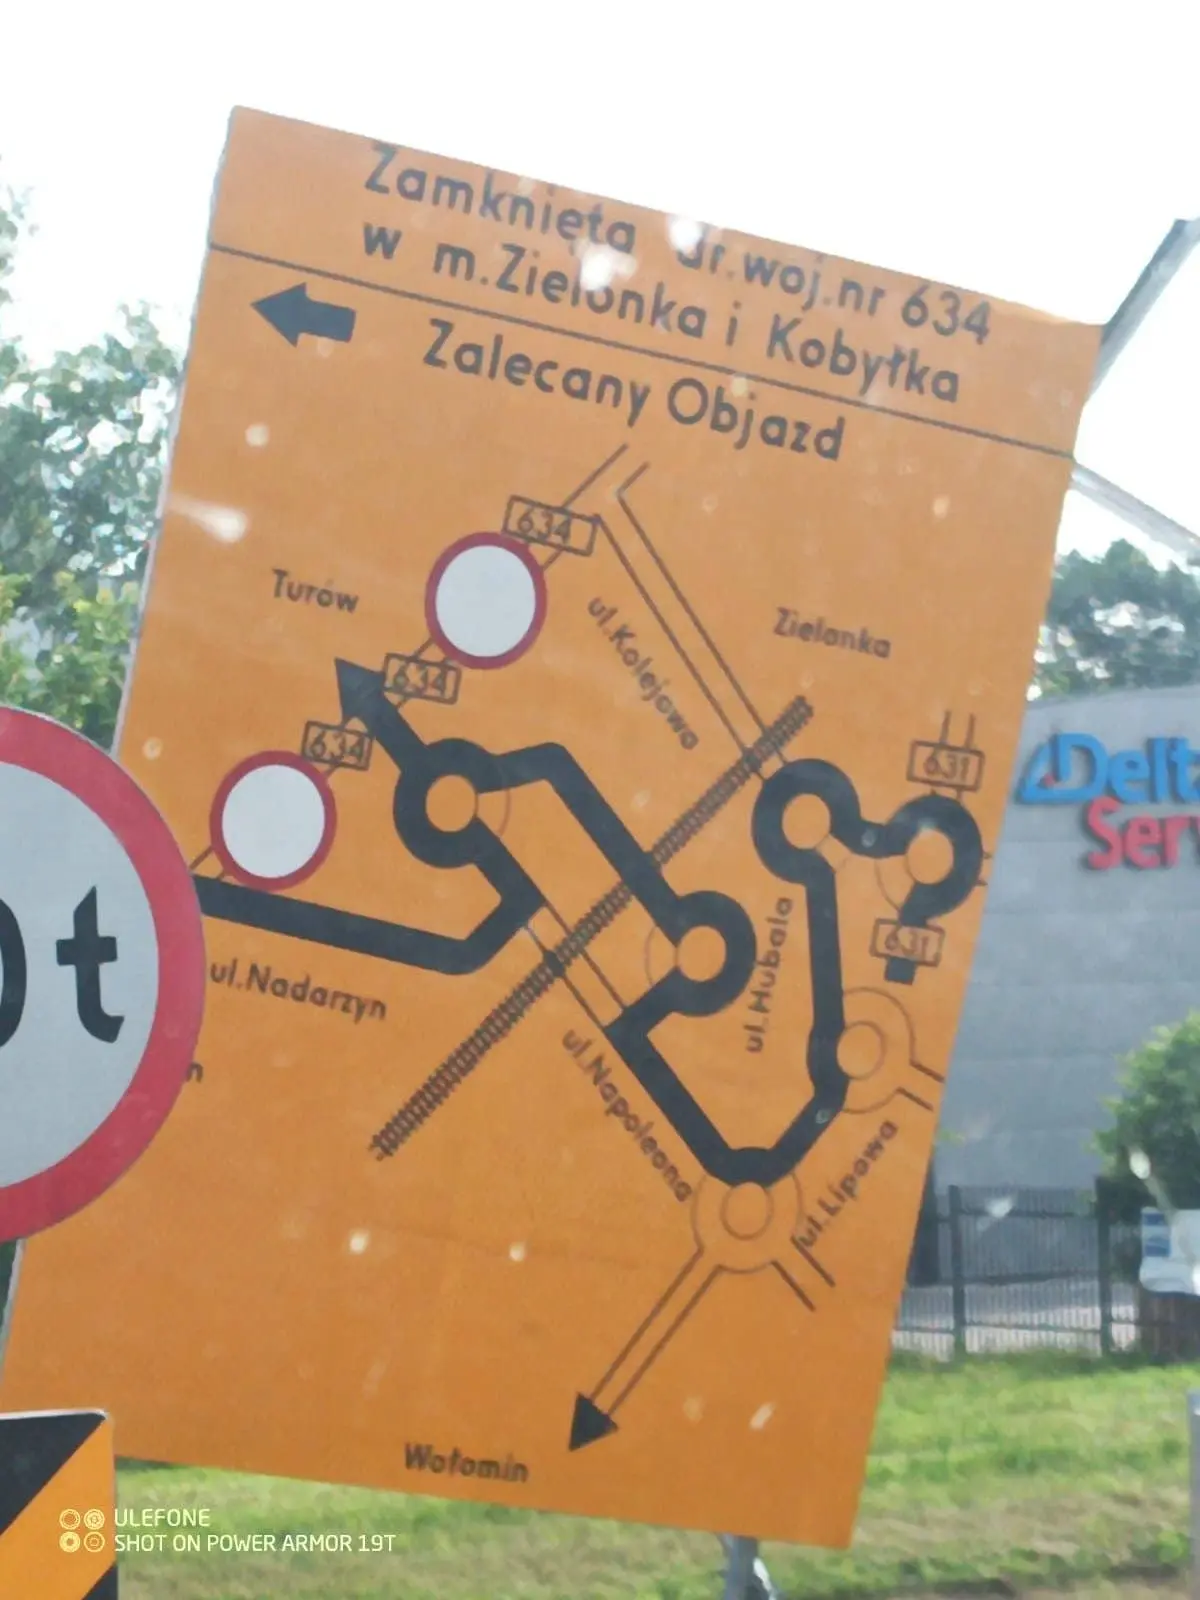 Zamknięta dr.woj.nr 634
w m.Zielonka i Kobyłka
Zalecany Objazd
634
Turów
ul.Kolejowa
Zielonka
634
634
631
Delt
Serv
631
ul.Hubala
t
ul.Nadarzyn
ul.Napoleona
n
ul.Lipowa
Wołomin
ULEFONE
SHOT ON POWER ARMOR 19T